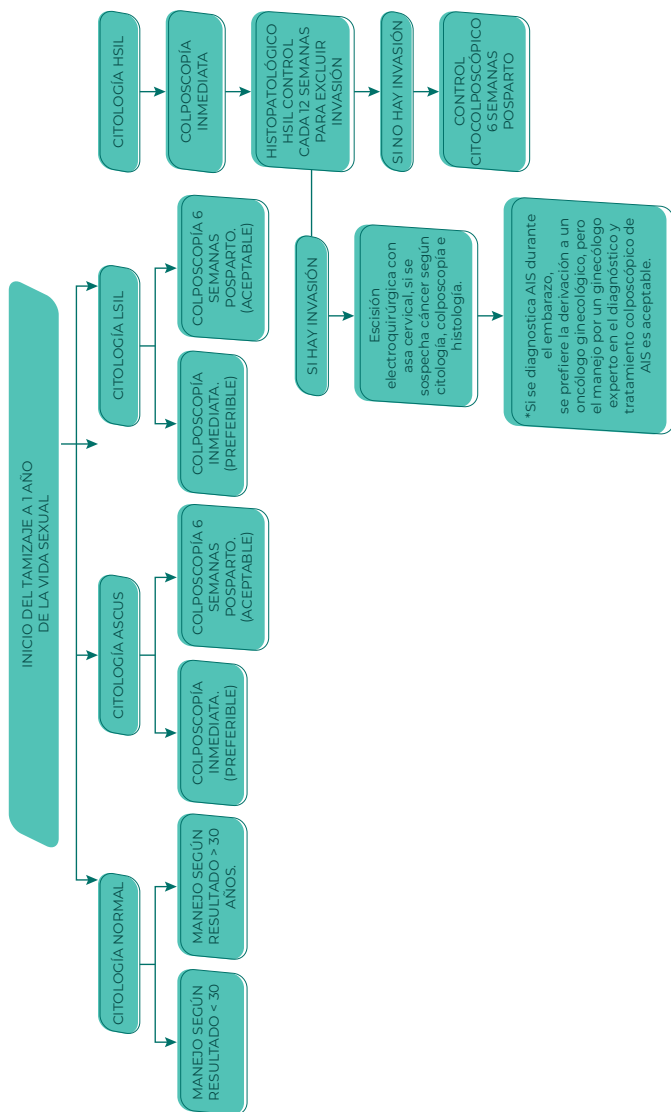 INICIO DEL TAMIZAJE A 1 AÑO
DE LA VIDA SEXUAL
CITOLOGÍA NORMAL
MANEJO SEGÚN
RESULTADO < 30
MANEJO SEGÚN
RESULTADO > 30
AÑOS.
CITOLOGÍA ASCUS
COLPOSCOPÍA
INMEDIATA.
(PREFERIBLE)
COLPOSCOPÍA 6
SEMANAS
POSPARTO.
(ACEPTABLE)
CITOLOGÍA LSIL
COLPOSCOPÍA
INMEDIATA.
(PREFERIBLE)
COLPOSCOPÍA 6
SEMANAS
POSPARTO.
(ACEPTABLE)
CITOLOGÍA HSIL
COLPOSCOPÍA
INMEDIATA
HISTOPATOLÓGICO
HSIL CONTROL
CADA 12 SEMANAS
PARA EXCLUIR
INVASIÓN
SI HAY INVASIÓN
Escisión
electroquirúrgica con
asa cervical, si se
sospecha cáncer según
citología, colposcopía e
histología.
*Si se diagnostica AIS durante
el embarazo,
se prefiere la derivación a un
oncólogo ginecológico, pero
el manejo por un ginecólogo
experto en el diagnóstico y
tratamiento colposcópico de
AIS es aceptable.
SI NO HAY INVASIÓN
CONTROL
CITOCOLPOSCÓPICO
6 SEMANAS
POSPARTO